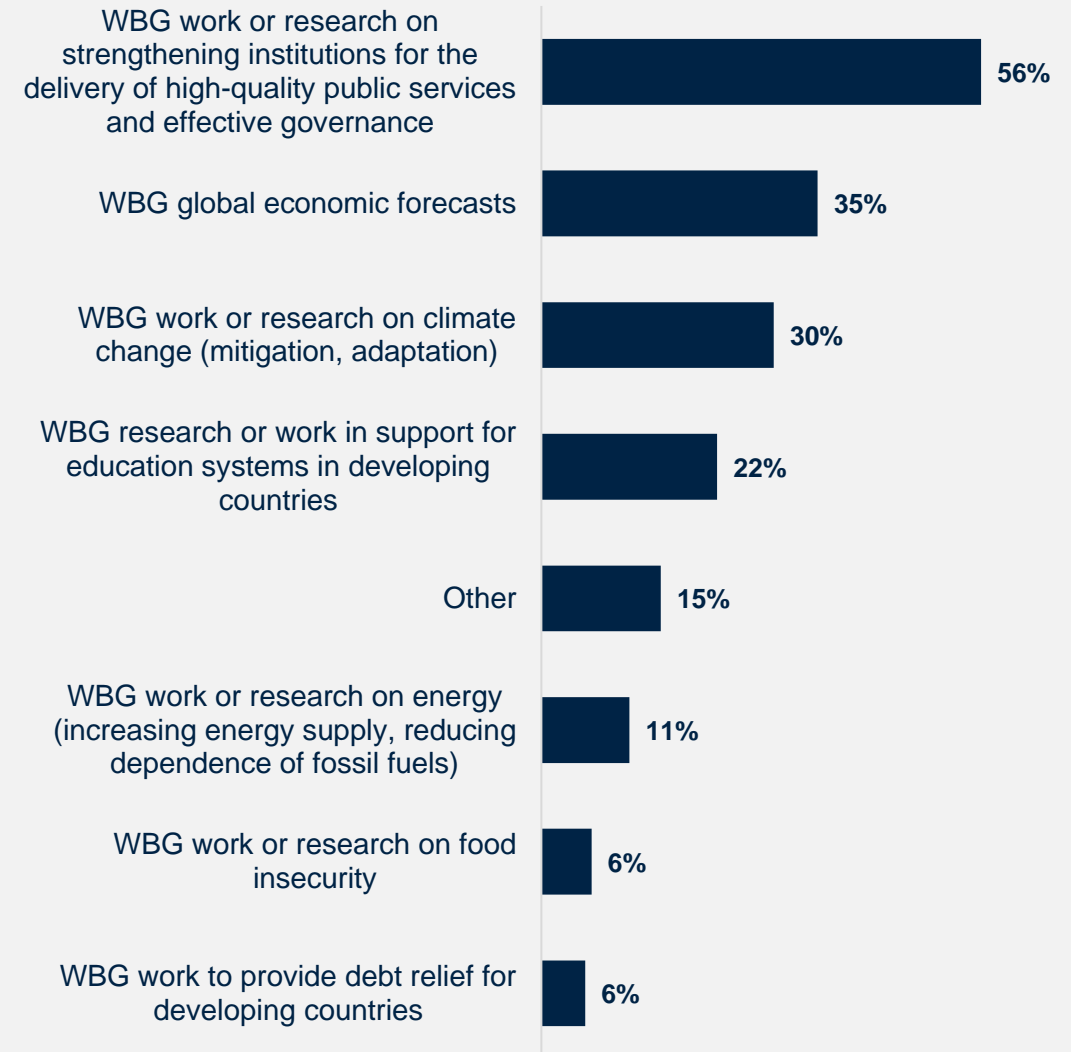 WBG work or research on
strengthening institutions for the
delivery of high-quality public services
and effective governance
56%
WBG global economic forecasts
35%
WBG work or research on climate
change (mitigation, adaptation)
30%
WBG research or work in support for
education systems in developing
countries
22%
Other
15%
WBG work or research on energy
(increasing energy supply, reducing
dependence of fossil fuels)
11%
WBG work or research on food
insecurity
6%
WBG work to provide debt relief for
developing countries
6%